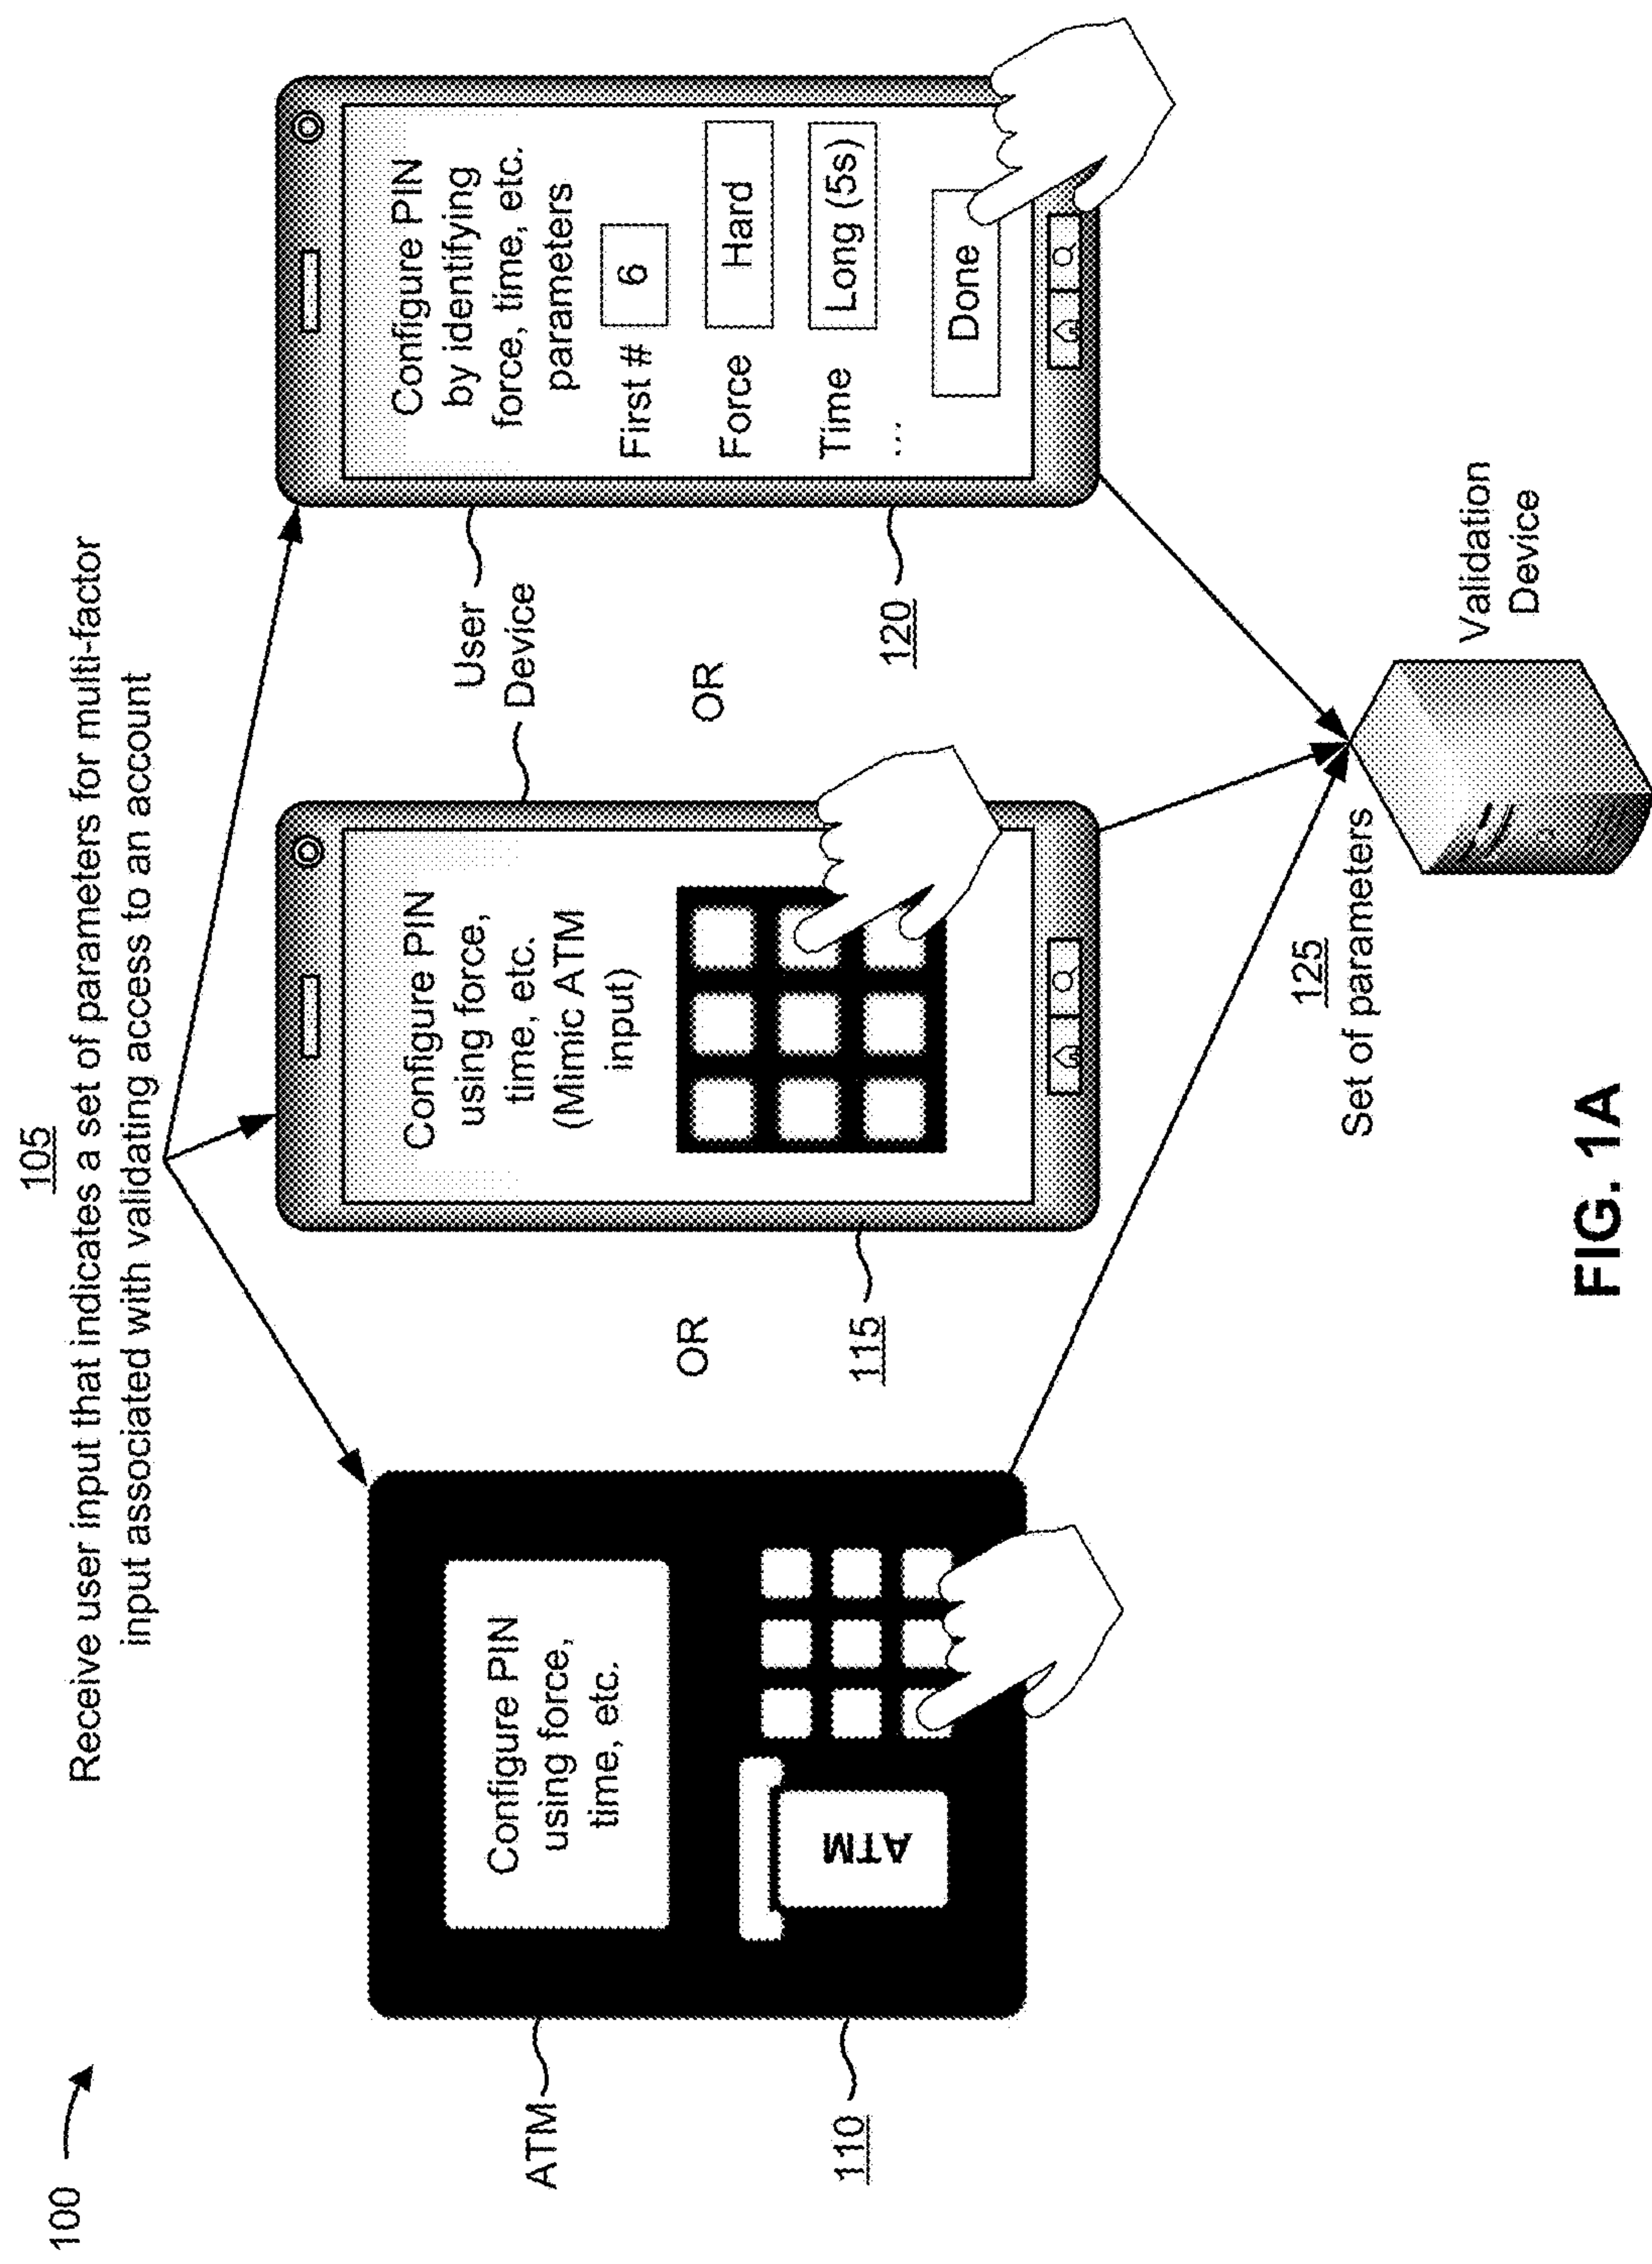 100
105
Receive user input that indicates a set of parameters for multi-factor
input associated with validating access to an account
ATM
110
Configure PIN
using force,
time, etc.
ATM
OR
115
Configure PIN
using force,
time, etc.
(Mimic ATM
input)
User
Device
OR
120
Configure PIN
by identifying
force, time, etc.
parameters
First #
6
Force
Hard
Time
Long (5s)
...
Done
125
Set of parameters
Validation
Device
FIG. 1A